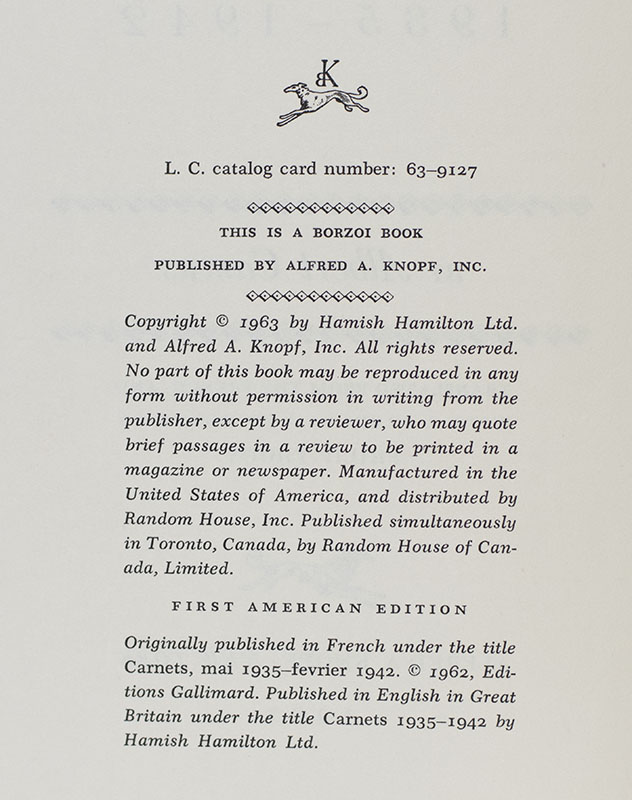 1935–1942
BK
L. C. catalog card number: 63–9127
THIS IS A BORZOI BOOK
PUBLISHED BY ALFRED A. KNOPF, INC.
Copyright © 1963 by Hamish Hamilton Ltd.
and Alfred A. Knopf, Inc. All rights reserved.
No part of this book may be reproduced in any
form without permission in writing from the
publisher, except by a reviewer, who may quote
brief passages in a review to be printed in a
magazine or newspaper. Manufactured in the
United States of America, and distributed by
Random House, Inc. Published simultaneously
in Toronto, Canada, by Random House of Can-
ada, Limited.
FIRST AMERICAN EDITION
Originally published in French under the title
Carnets, mai 1935–fevrier 1942. © 1962, Edi-
tions Gallimard. Published in English in Great
Britain under the title Carnets 1935–1942 by
Hamish Hamilton Ltd.